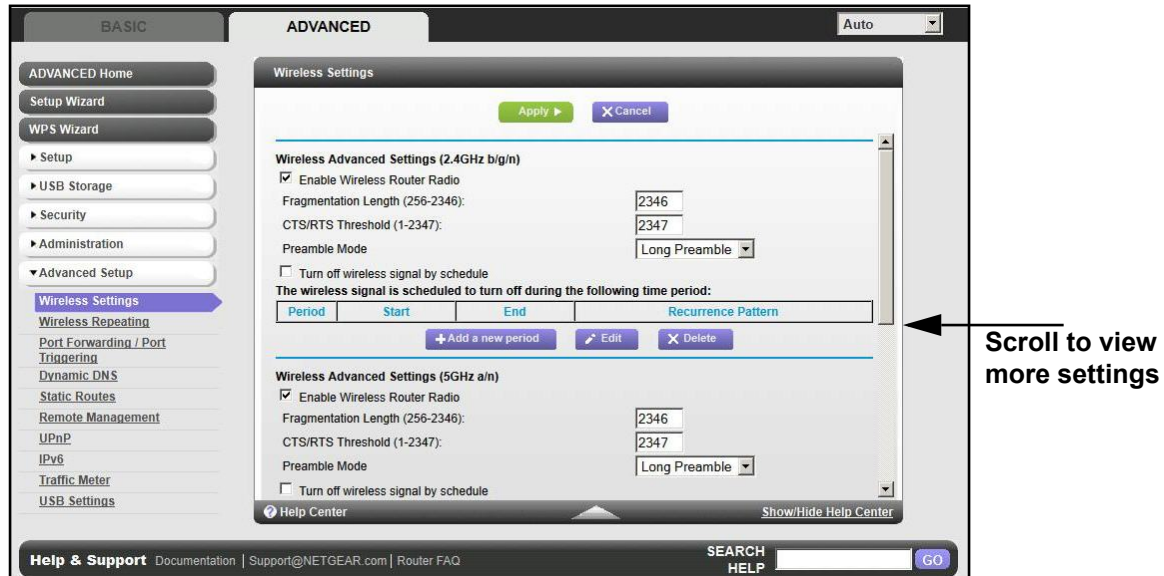 BASIC
ADVANCED
Auto
ADVANCED Home
Setup Wizard
WPS Wizard
Setup
USB Storage
Security
Administration
Advanced Setup
Wireless Settings
Wireless Repeating
Port Forwarding / Port
Triggering
Dynamic DNS
Static Routes
Remote Management
UPnP
IPv6
Traffic Meter
USB Settings
Wireless Settings
Apply
X Cancel
Wireless Advanced Settings (2.4GHz b/g/n)
Enable Wireless Router Radio
Fragmentation Length (256-2346): 2346
CTS/RTS Threshold (1-2347): 2347
Preamble Mode Long Preamble
Turn off wireless signal by schedule
The wireless signal is scheduled to turn off during the following time period:
Period Start End Recurrence Pattern
+Add a new period Edit X Delete
Wireless Advanced Settings (5GHz a/n)
Enable Wireless Router Radio
Fragmentation Length (256-2346): 2346
CTS/RTS Threshold (1-2347): 2347
Preamble Mode Long Preamble
Turn off wireless signal by schedule
? Help Center Show/Hide Help Center
Help & Support Documentation | Support@NETGEAR.com | Router FAQ
SEARCH
HELP
GO
Scroll to view
more settings